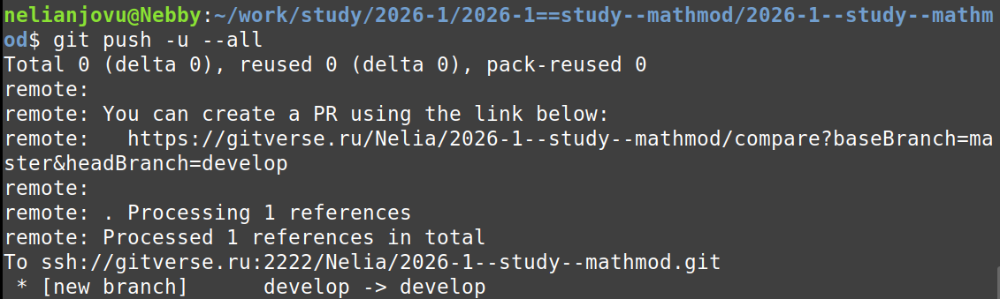 nelianjovu@Nebby:~/work/study/2026-1/2026-1==study--mathmod/2026-1--study--mathm
od$ git push -u --all
Total 0 (delta 0), reused 0 (delta 0), pack-reused 0
remote:
remote: You can create a PR using the link below:
remote:   https://gitverse.ru/Nelia/2026-1--study--mathmod/compare?baseBranch=ma
ster&headBranch=develop
remote:
remote: . Processing 1 references
remote: Processed 1 references in total
To ssh://gitverse.ru:2222/Nelia/2026-1--study--mathmod.git
 * [new branch]      develop -> develop